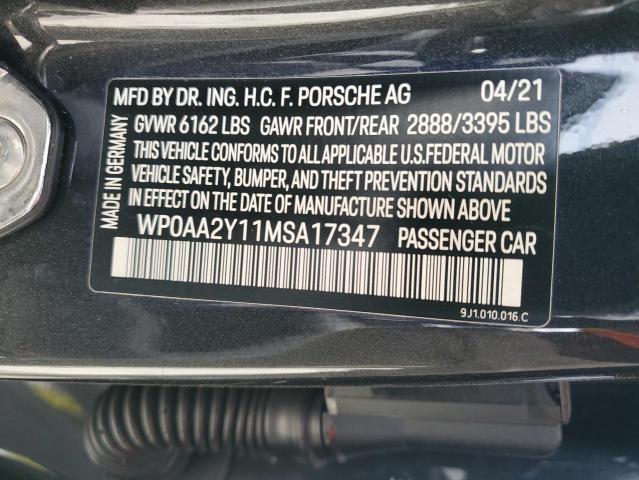 MFD BY DR. ING. H.C. F. PORSCHE AG 04/21
GVWR 6162 LBS GAWR FRONT/REAR 2888/3395 LBS
THIS VEHICLE CONFORMS TO ALL APPLICABLE U.S.FEDERAL MOTOR
VEHICLE SAFETY, BUMPER, AND THEFT PREVENTION STANDARDS
IN EFFECT ON THE DATE OF MANUFACTURE SHOWN ABOVE
WP0AA2Y11MSA17347 PASSENGER CAR
9J1.010.016.C
MADE IN GERMANY